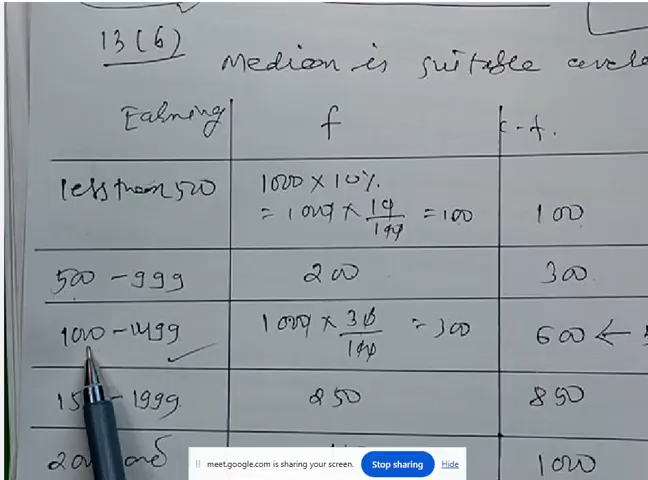 13(6)
Median is suitable
Earning f c.f.
less than 500 1000 × 10%
= 1000 × 10/100 = 100 100
500 - 999 200 300
1000 - 1499 1000 × 30/100 = 300 600 ←
15 - 1999 250 850
200 1000
meet.google.com is sharing your screen. Stop sharing Hide